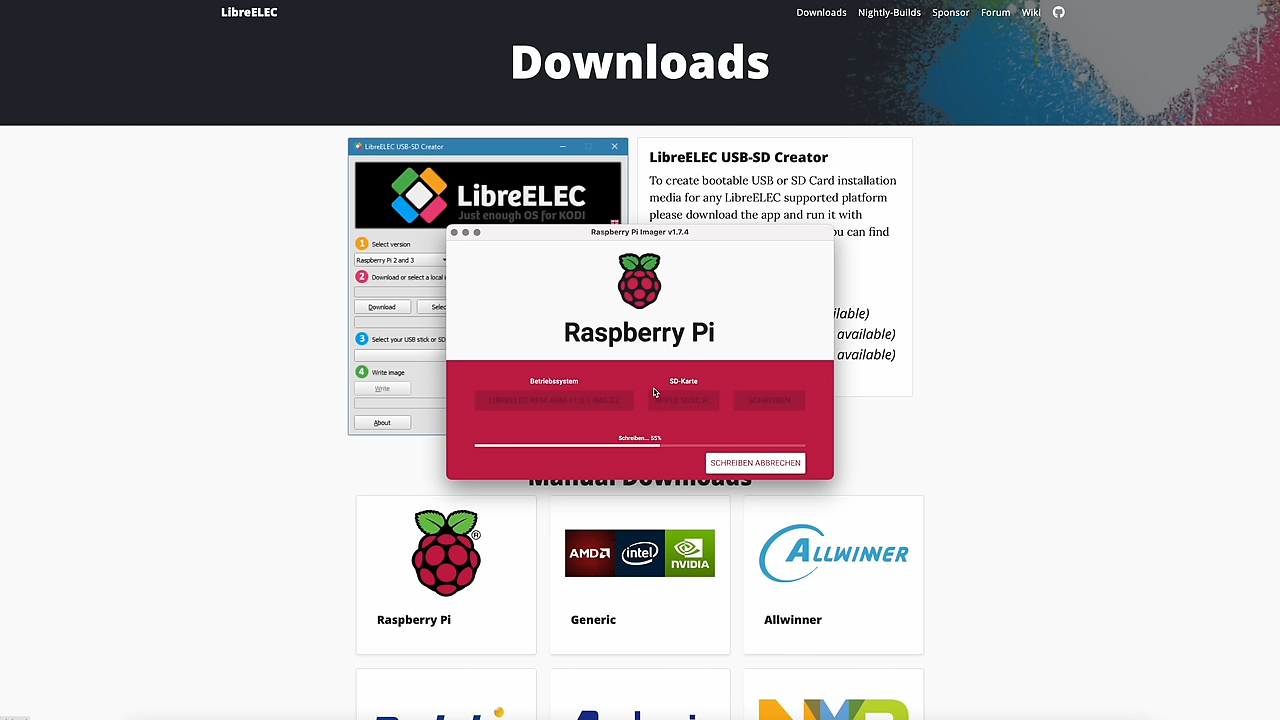 LibreELEC
Downloads Nightly-Builds Sponsor Forum Wiki
Downloads
LibreELEC USB-SD Creator
LibreELEC
Just enough OS for KODI
1 Select version
Raspberry Pi 2 and 3
2 Download or select a local
Download
3 Select your USB stick or SD
4 Write image
Write
About
LibreELEC USB-SD Creator
To create bootable USB or SD Card installation
media for any LibreELEC supported platform
please download the app and run it with
ou can find
ilable)
available)
available)
Raspberry Pi Imager v1.7.4
Raspberry Pi
Betriebssystem SD-Karte
SCHREIBEN
Schreiben... 55%
SCHREIBEN ABBRECHEN
Manual Downloads
Raspberry Pi
AMD intel NVIDIA
Generic
ALLWINNER
Allwinner